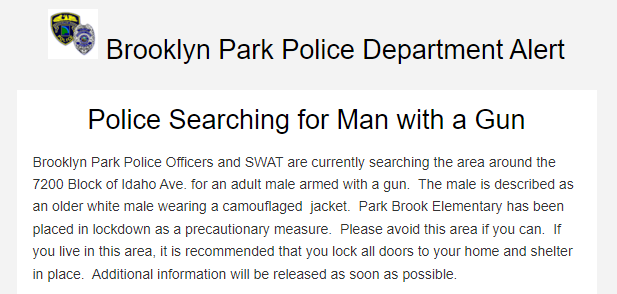 Brooklyn Park Police Department Alert
Police Searching for Man with a Gun
Brooklyn Park Police Officers and SWAT are currently searching the area around the
7200 Block of Idaho Ave. for an adult male armed with a gun.  The male is described as
an older white male wearing a camouflaged  jacket.  Park Brook Elementary has been
placed in lockdown as a precautionary measure.  Please avoid this area if you can.  If
you live in this area, it is recommended that you lock all doors to your home and shelter
in place.  Additional information will be released as soon as possible.